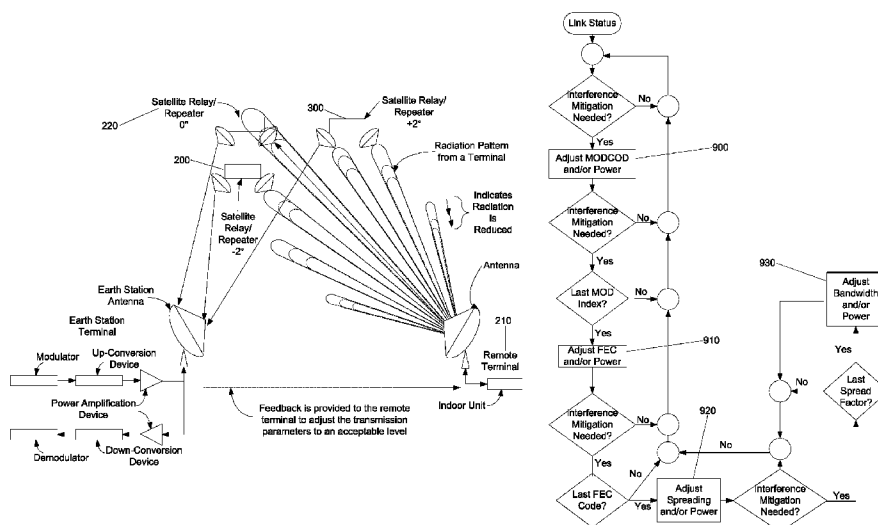 Satellite Relay/
Repeater
0°
220
200
Satellite
Relay/
Repeater
-2°
300
Satellite Relay/
Repeater
+2°
Radiation Pattern
from a Terminal
Indicates
Radiation
is
Reduced
Antenna
Earth Station
Antenna
Earth Station
Terminal
Modulator
Up-Conversion
Device
Power Amplification
Device
Demodulator
Down-Conversion
Device
Feedback is provided to the remote
terminal to adjust the transmission
parameters to an acceptable level
210
Remote
Terminal
Indoor Unit
Link Status
Interference
Mitigation
Needed?
No
Yes
Adjust MODCOD
and/or Power
900
Interference
Mitigation
Needed?
No
Yes
Last MOD
Index?
No
Yes
Adjust FEC
and/or Power
910
Interference
Mitigation
Needed?
No
Yes
Last FEC
Code?
No
Yes
920
Adjust
Spreading
and/or Power
Interference
Mitigation
Needed?
No
Yes
Last
Spread
Factor?
No
Yes
930
Adjust
Bandwidth
and/or
Power